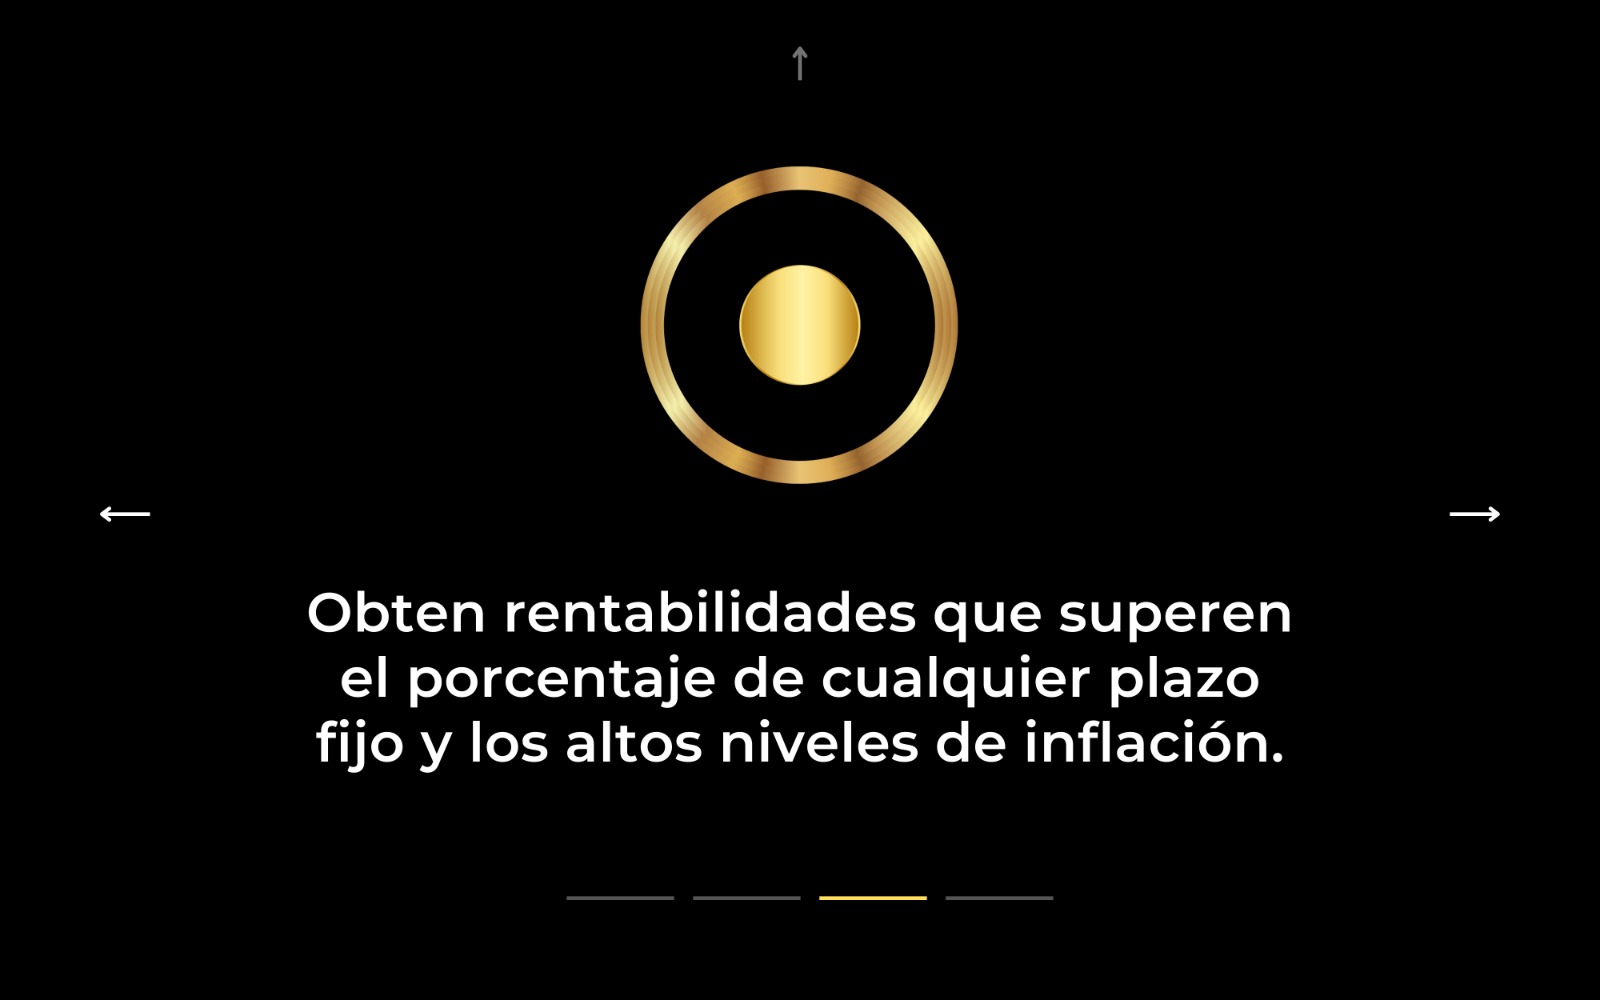 Obten rentabilidades que superen
el porcentaje de cualquier plazo
fijo y los altos niveles de inflación.